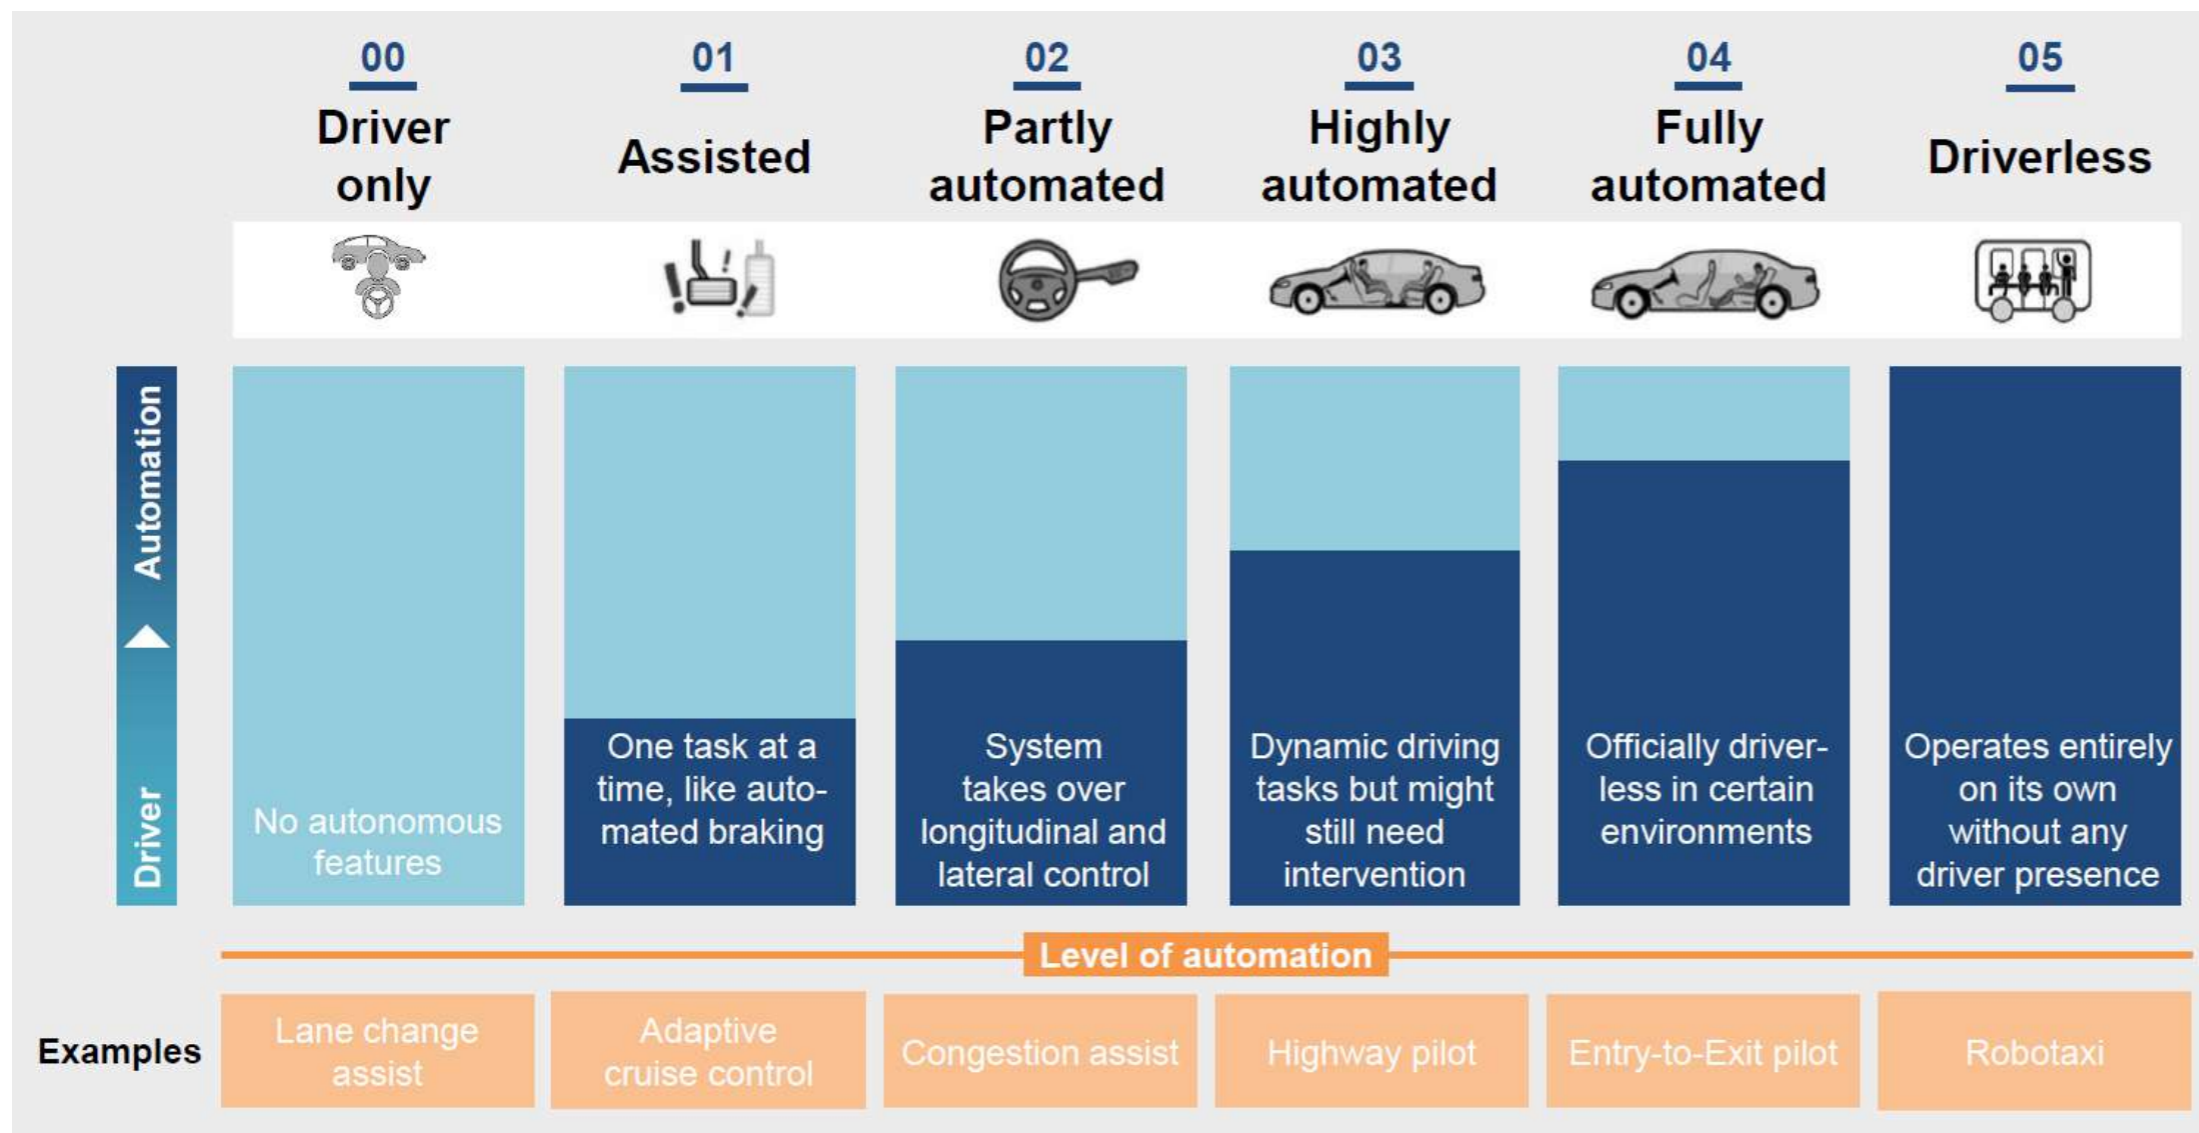 00
01
02
03
04
05
Driver
only
Assisted
Partly
automated
Highly
automated
Fully
automated
Driverless
Automation
Driver
No autonomous
features
One task at a
time, like auto-
mated braking
System
takes over
longitudinal and
lateral control
Dynamic driving
tasks but might
still need
intervention
Officially driver-
less in certain
environments
Operates entirely
on its own
without any
driver presence
Level of automation
Examples
Lane change
assist
Adaptive
cruise control
Congestion assist
Highway pilot
Entry-to-Exit pilot
Robotaxi